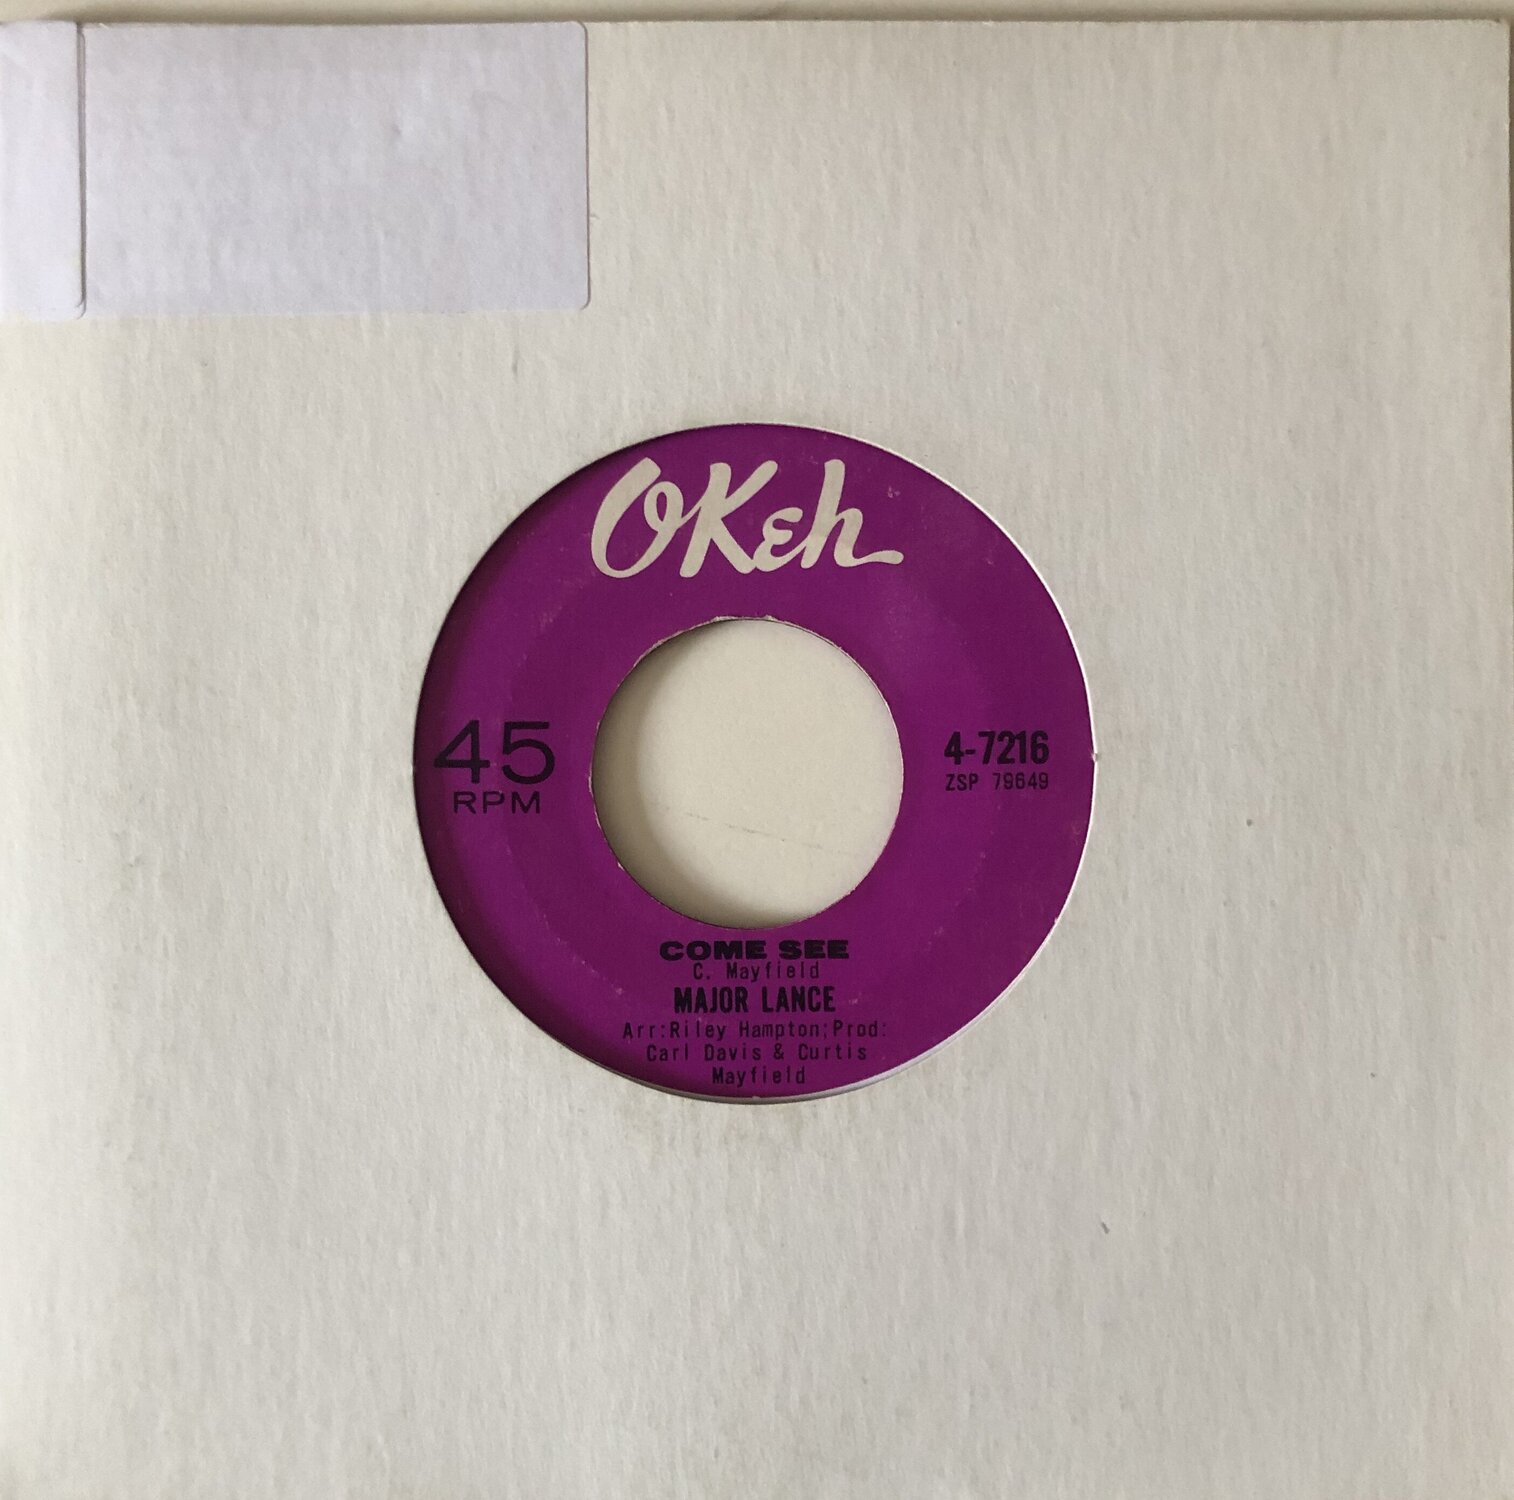 OKeh
45
RPM
4-7216
ZSP 79649
COME SEE
C. Mayfield
MAJOR LANCE
Arr:Riley Hampton;Prod:
Carl Davis & Curtis
Mayfield